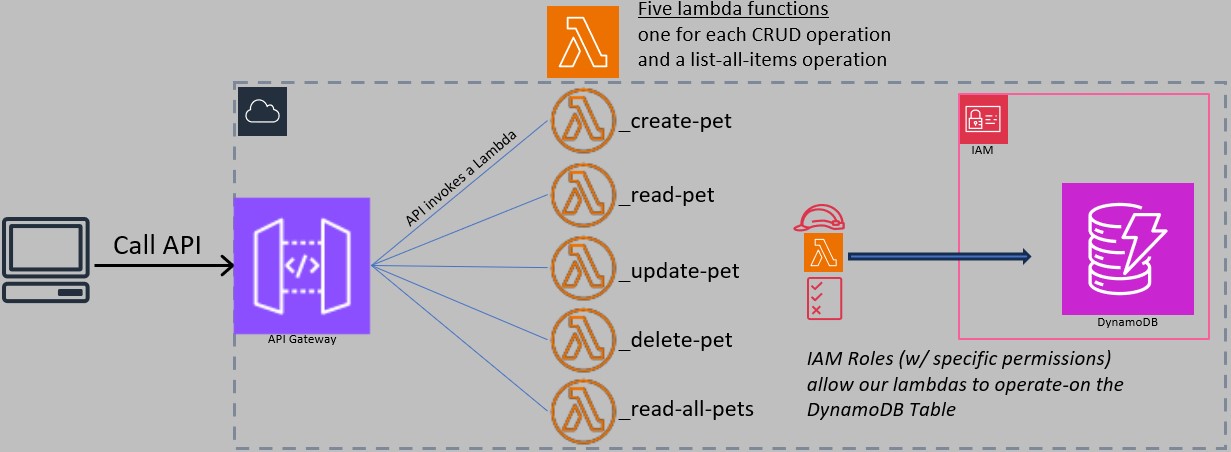 Five lambda functions
one for each CRUD operation
and a list-all-items operation
_create-pet
IAM
API invokes a Lambda
_read-pet
Call API
</>
_update-pet
DynamoDB
API Gateway
_delete-pet
IAM Roles (w/ specific permissions)
allow our lambdas to operate-on the
DynamoDB Table
_read-all-pets